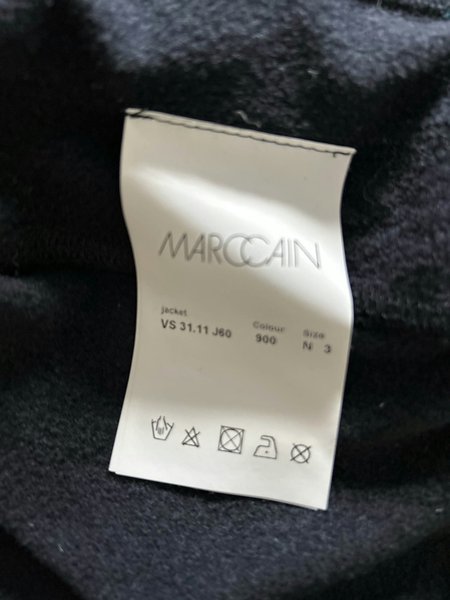 MARCCAIN
jacket Colour Size
VS 31.11 J60 900 N 3